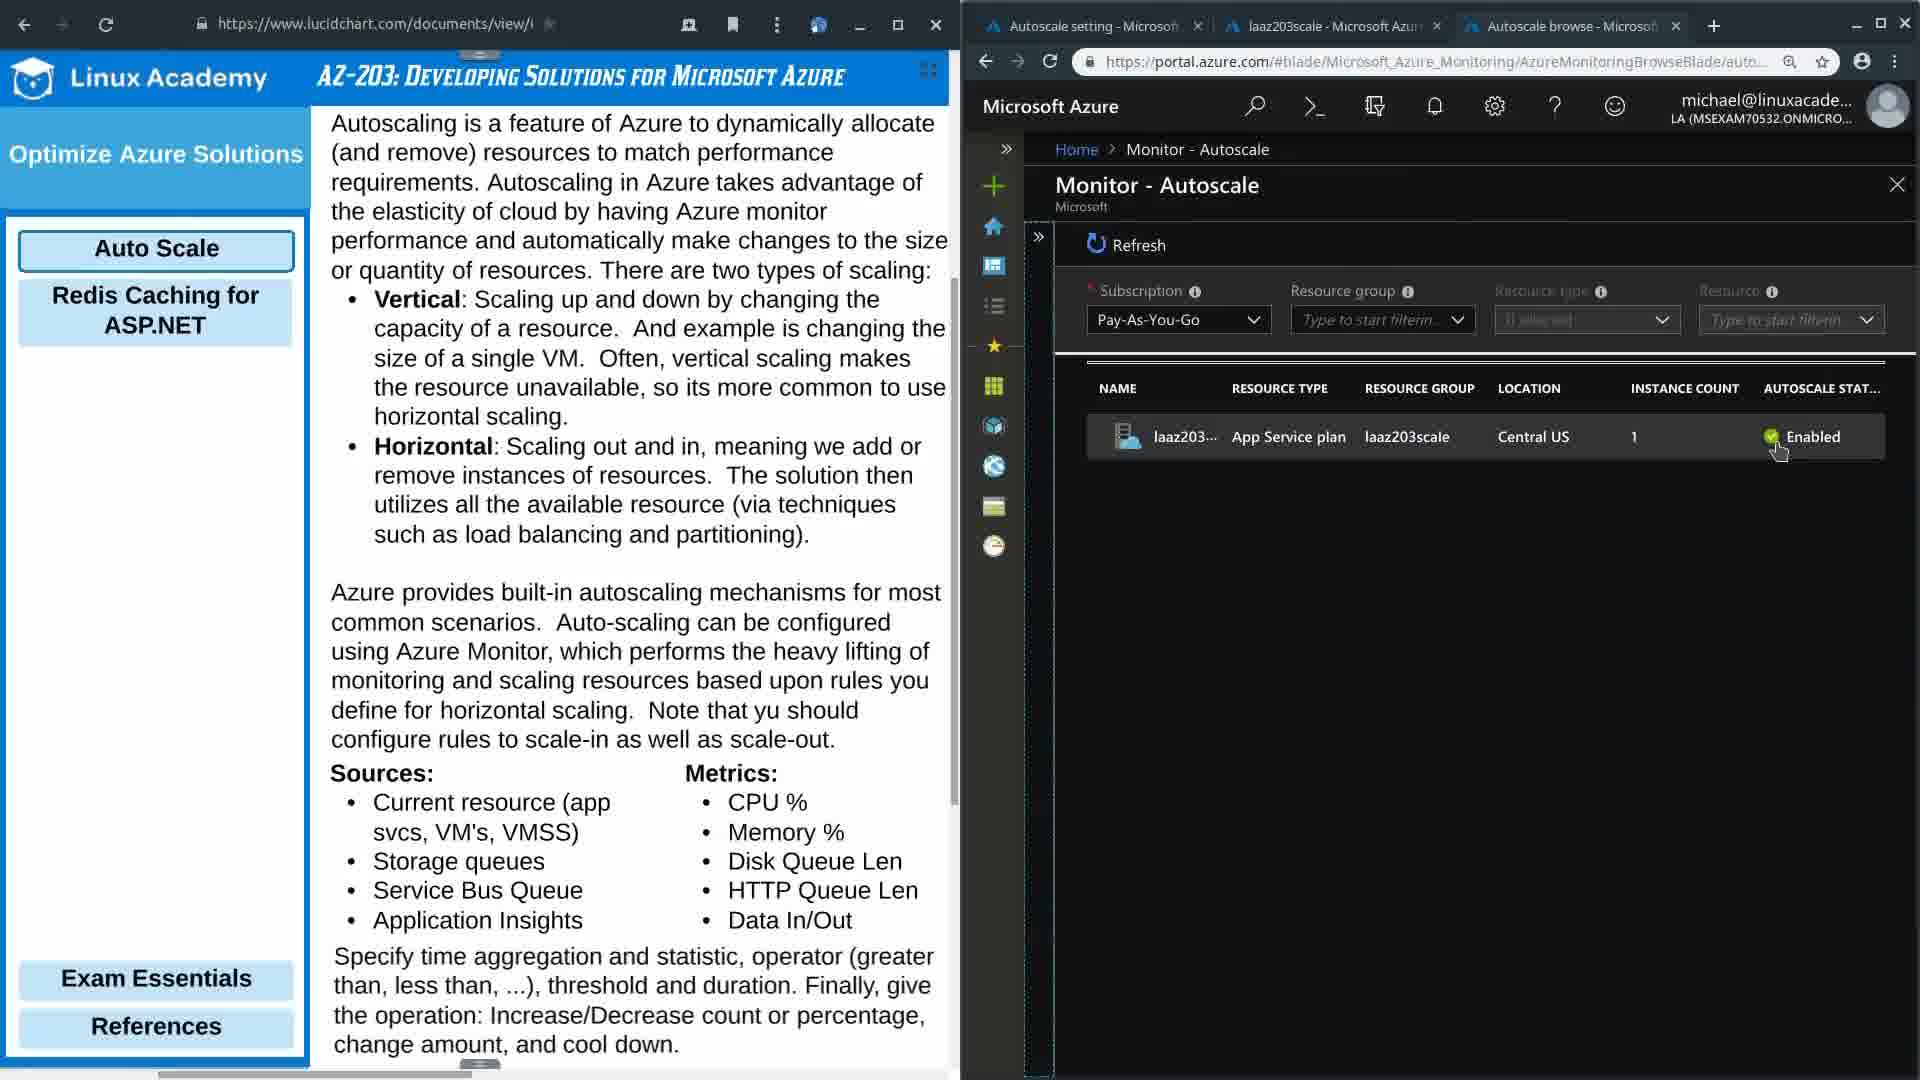 https://www.lucidchart.com/documents/view/
Linux Academy
AZ-203: Developing Solutions for Microsoft Azure
Optimize Azure Solutions
Auto Scale
Redis Caching for
ASP.NET
Exam Essentials
References
Autoscaling is a feature of Azure to dynamically allocate
(and remove) resources to match performance
requirements. Autoscaling in Azure takes advantage of
the elasticity of cloud by having Azure monitor
performance and automatically make changes to the size
or quantity of resources. There are two types of scaling:
• Vertical: Scaling up and down by changing the
capacity of a resource. And example is changing the
size of a single VM. Often, vertical scaling makes
the resource unavailable, so its more common to use
horizontal scaling.
• Horizontal: Scaling out and in, meaning we add or
remove instances of resources. The solution then
utilizes all the available resource (via techniques
such as load balancing and partitioning).
Azure provides built-in autoscaling mechanisms for most
common scenarios. Auto-scaling can be configured
using Azure Monitor, which performs the heavy lifting of
monitoring and scaling resources based upon rules you
define for horizontal scaling. Note that yu should
configure rules to scale-in as well as scale-out.
Sources:
• Current resource (app
svcs, VM's, VMSS)
• Storage queues
• Service Bus Queue
• Application Insights
Metrics:
• CPU %
• Memory %
• Disk Queue Len
• HTTP Queue Len
• Data In/Out
Specify time aggregation and statistic, operator (greater
than, less than, ...), threshold and duration. Finally, give
the operation: Increase/Decrease count or percentage,
change amount, and cool down.
Autoscale setting - Microsoft
laaz203scale - Microsoft Azure
Autoscale browse - Microsoft
https://portal.azure.com/#blade/Microsoft_Azure_Monitoring/AzureMonitoringBrowseBlade/auto...
Microsoft Azure
michael@linuxacade...
LA (MSEXAM70532.ONMICRO...
Home > Monitor - Autoscale
Monitor - Autoscale
Microsoft
Refresh
* Subscription
Pay-As-You-Go
Resource group
Type to start filterin...
Resource type
0 selected
Resource
Type to start filterin...
NAME RESOURCE TYPE RESOURCE GROUP LOCATION INSTANCE COUNT AUTOSCALE STAT...
laaz203... App Service plan laaz203scale Central US 1 Enabled